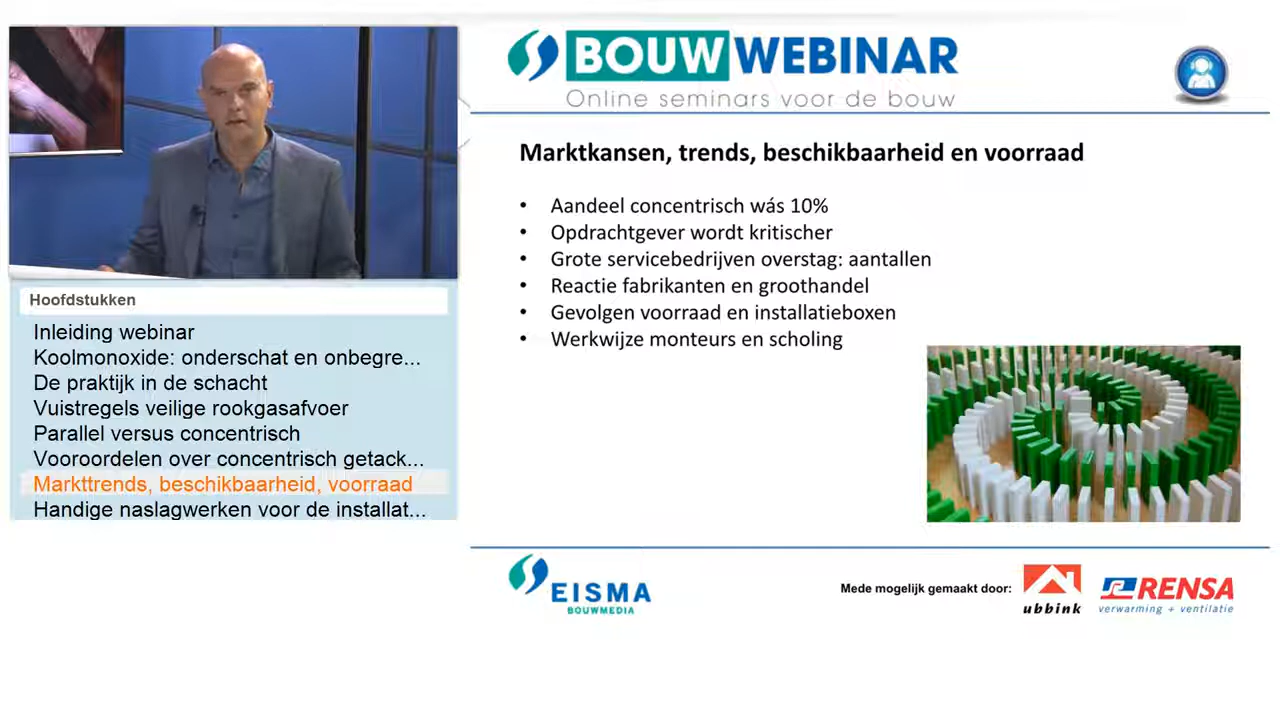 BOUW WEBINAR
Online seminars voor de bouw
Marktkansen, trends, beschikbaarheid en voorraad
• Aandeel concentrisch wás 10%
• Opdrachtgever wordt kritischer
• Grote servicebedrijven overstag: aantallen
• Reactie fabrikanten en groothandel
• Gevolgen voorraad en installatieboxen
• Werkwijze monteurs en scholing
Hoofdstukken
Inleiding webinar
Koolmonoxide: onderschat en onbegre...
De praktijk in de schacht
Vuistregels veilige rookgasafvoer
Parallel versus concentrisch
Vooroordelen over concentrisch getack...
Markttrends, beschikbaarheid, voorraad
Handige naslagwerken voor de installat...
EISMA
BOUWMEDIA
Mede mogelijk gemaakt door:
ubbink
RENSA
verwarming + ventilatie